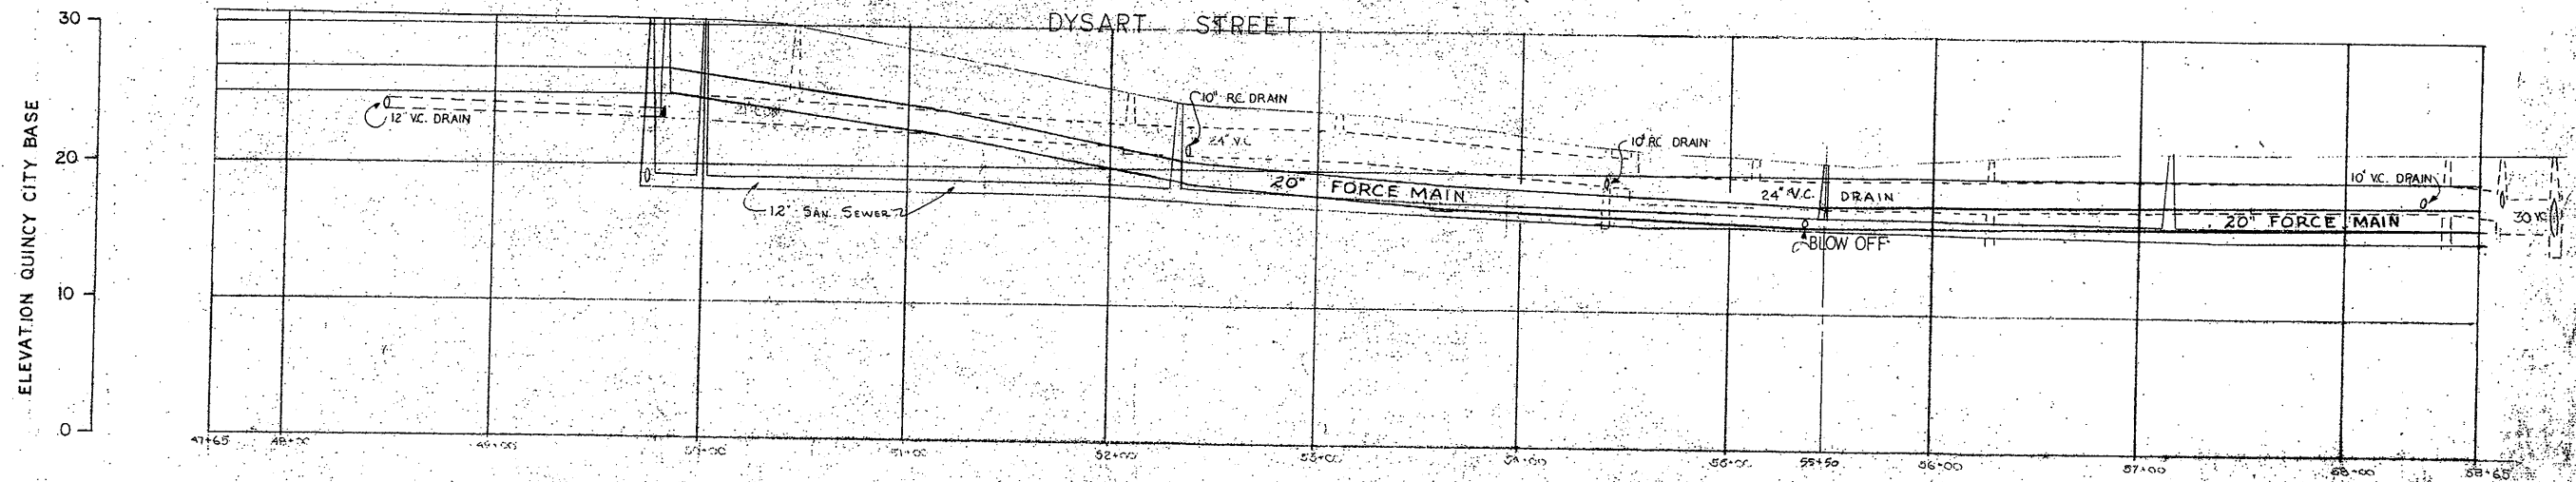 DYSART STREET
30
20
10
0
ELEVATION QUINCY CITY BASE
12" V.C. DRAIN
10" RC DRAIN
24" V.C.
10" RC DRAIN
12" SAN. SEWER
20" FORCE MAIN
24" V.C. DRAIN
BLOW OFF
10" V.C. DRAIN
20" FORCE MAIN
30 VC
47+65 48+00 49+00 50+00 51+00 52+00 53+00 54+00 55+00 55+50 56+00 57+00 58+00 58+65